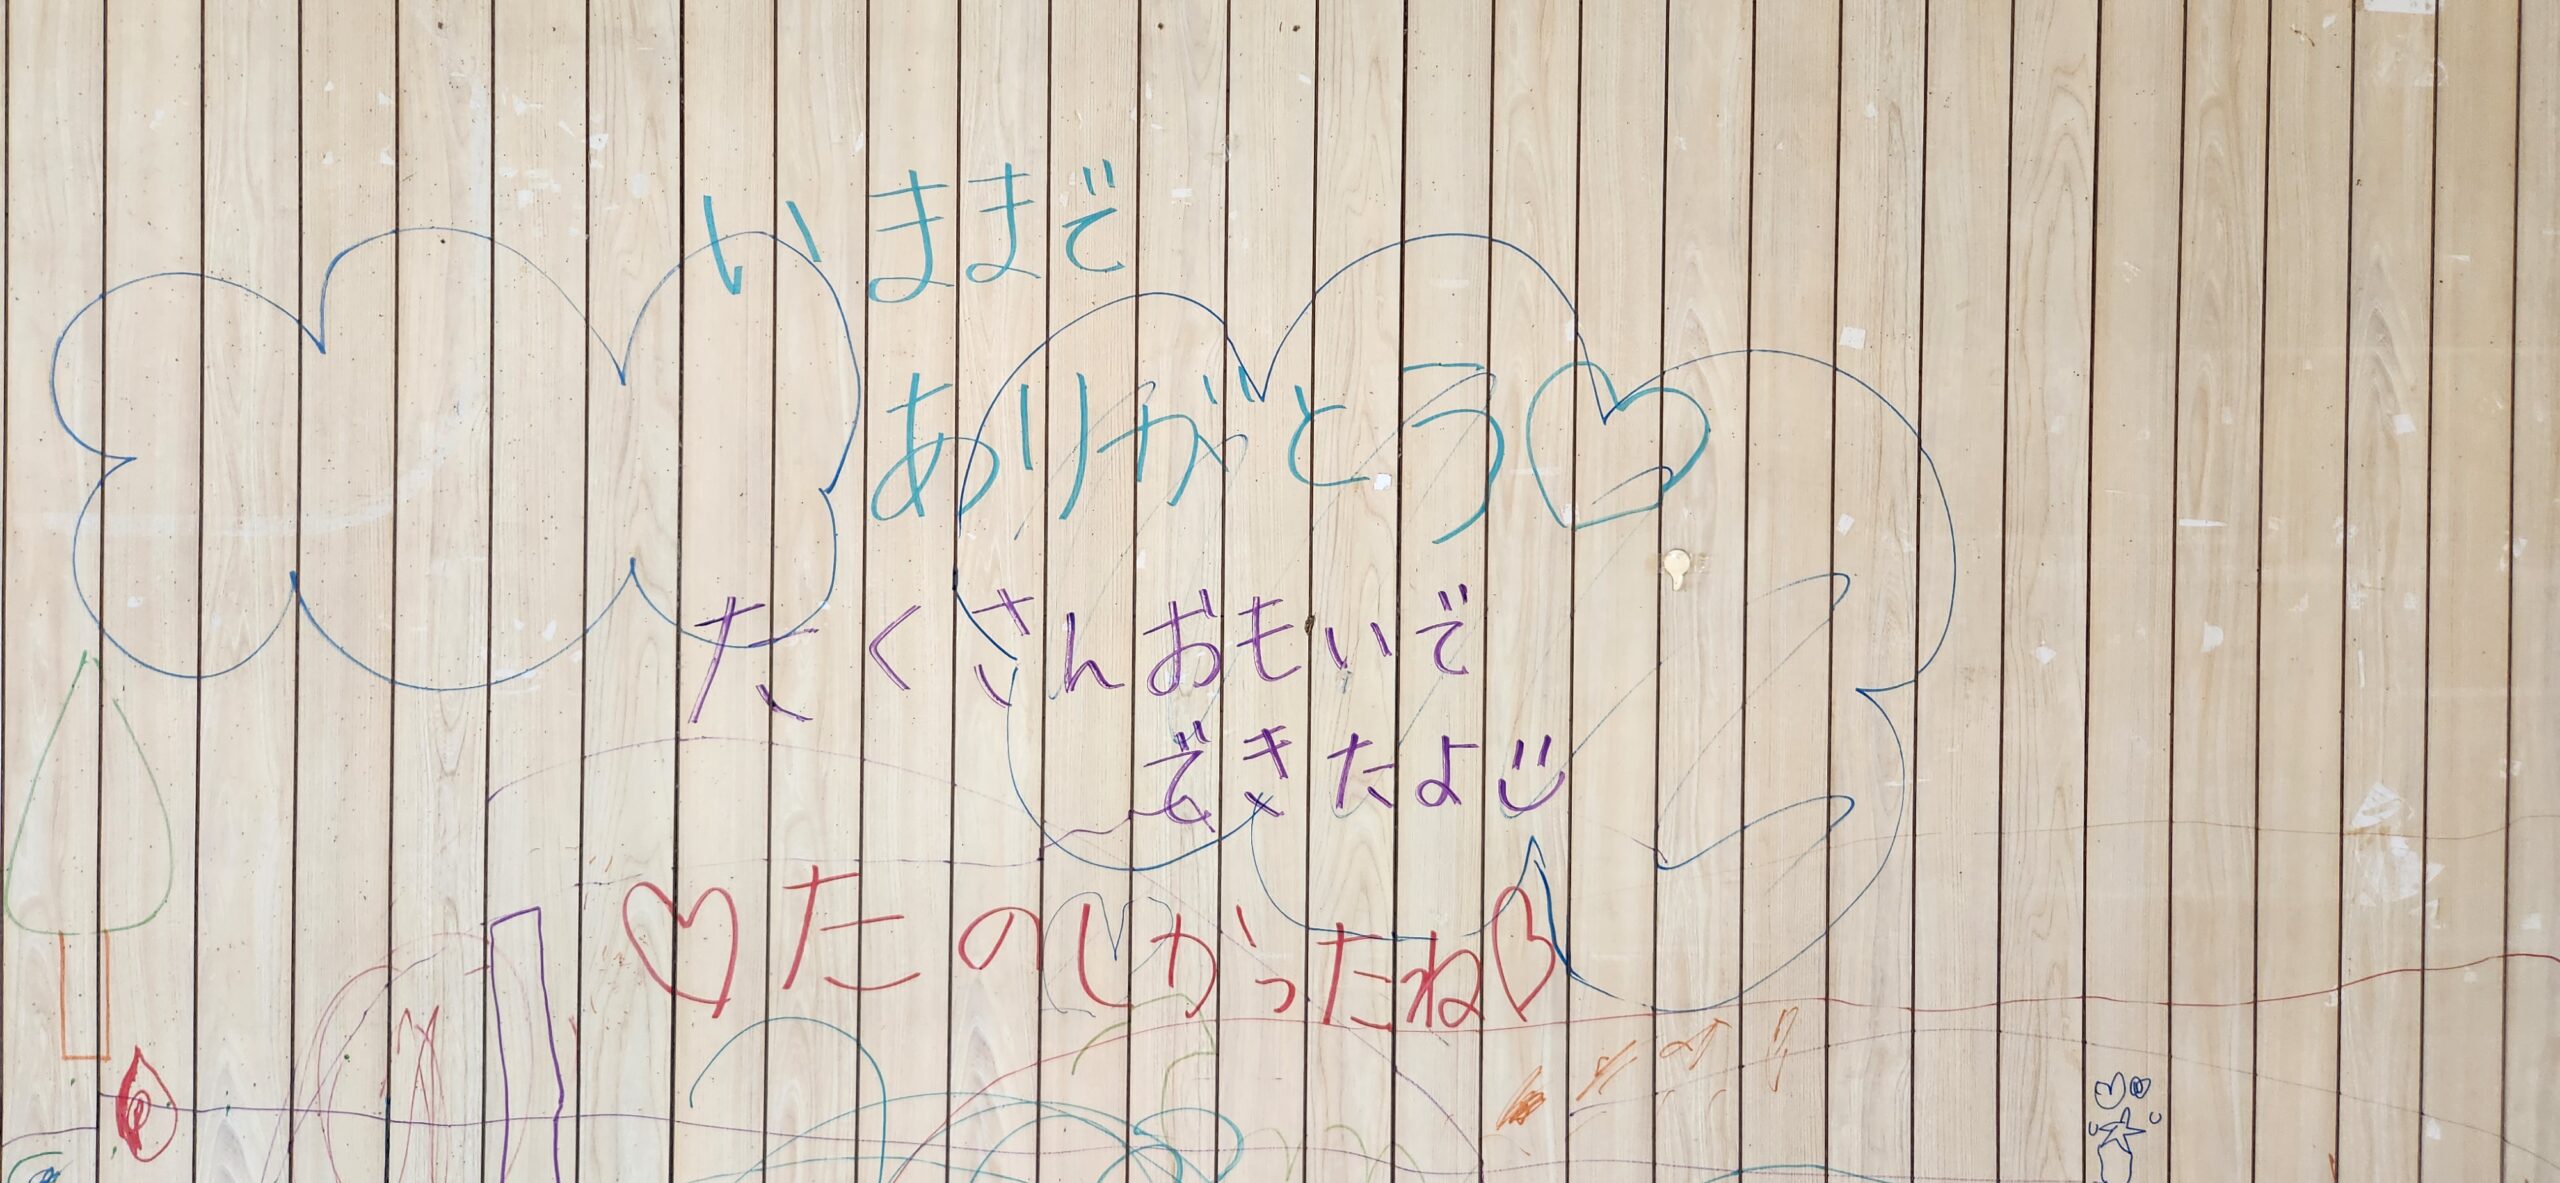 いままで
ありがとう♡
たくさんおもいで
できたよ
♡たのしかったね♡